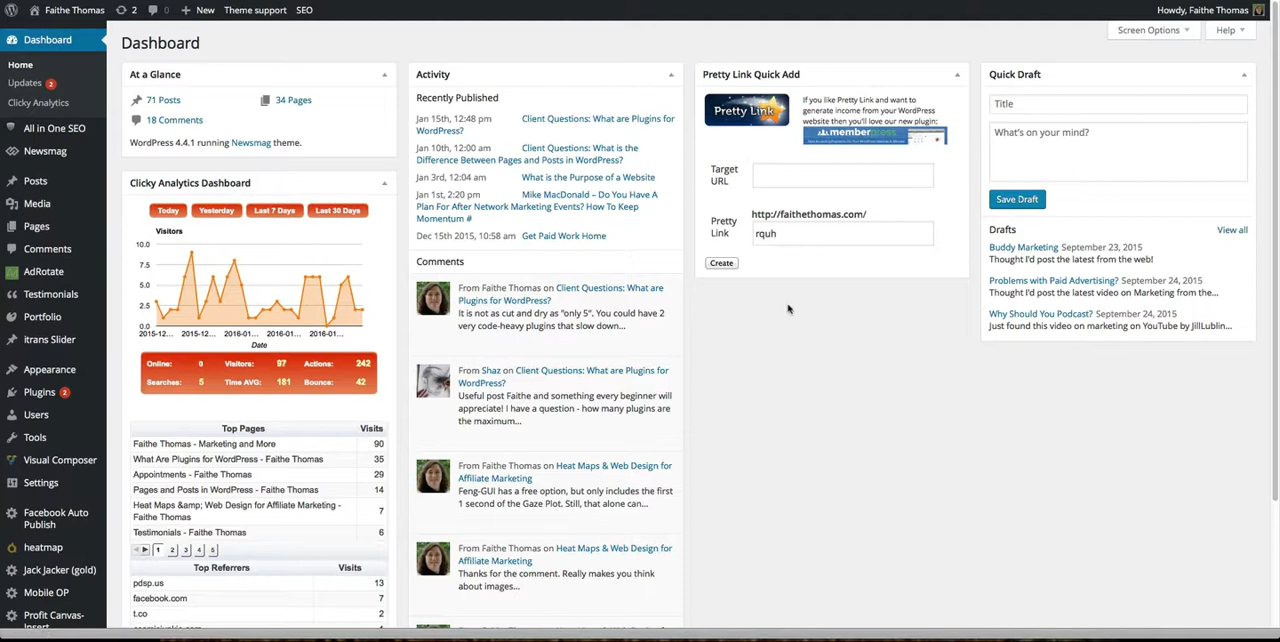 Faithe Thomas 2 0 + New Theme support SEO Howdy, Faithe Thomas
Screen Options Help
Dashboard
Home
Updates 2
Clicky Analytics
All in One SEO
Newsmag
Posts
Media
Pages
Comments
AdRotate
Testimonials
Portfolio
itrans Slider
Appearance
Plugins 2
Users
Tools
Visual Composer
Settings
Facebook Auto
Publish
heatmap
Jack Jacker (gold)
Mobile OP
Profit Canvas-
Insert
Dashboard
At a Glance
71 Posts 34 Pages
18 Comments
WordPress 4.4.1 running Newsmag theme.
Clicky Analytics Dashboard
Today Yesterday Last 7 Days Last 30 Days
Visitors
10.0
7.5
5.0
2.5
0.0
2015-12... 2015-12... 2016-01... 2016-01...
Date
Online: 0 Visitors: 97 Actions: 242
Searches: 5 Time AVG: 181 Bounce: 42
Top Pages Visits
Faithe Thomas - Marketing and More 90
What Are Plugins for WordPress - Faithe Thomas 35
Appointments - Faithe Thomas 29
Pages and Posts in WordPress - Faithe Thomas 14
Heat Maps &amp; Web Design for Affiliate Marketing -
Faithe Thomas 7
Testimonials - Faithe Thomas 6
1 2 3 4 5
Top Referrers Visits
pdsp.us 13
facebook.com 7
t.co 2
Activity
Recently Published
Jan 15th, 12:48 pm Client Questions: What are Plugins for
WordPress?
Jan 10th, 12:00 am Client Questions: What is the
Difference Between Pages and Posts in WordPress?
Jan 3rd, 12:04 am What is the Purpose of a Website
Jan 1st, 2:20 pm Mike MacDonald – Do You Have A
Plan For After Network Marketing Events? How To Keep
Momentum #
Dec 15th 2015, 10:58 am Get Paid Work Home
Comments
From Faithe Thomas on Client Questions: What are
Plugins for WordPress?
It is not as cut and dry as "only 5". You could have 2
very code-heavy plugins that slow down...
From Shaz on Client Questions: What are Plugins for
WordPress?
Useful post Faithe and something every beginner will
appreciate! I have a question - how many plugins are
the maximum...
From Faithe Thomas on Heat Maps & Web Design for
Affiliate Marketing
Feng-GUI has a free option, but only includes the first
1 second of the Gaze Plot. Still, that alone can...
From Faithe Thomas on Heat Maps & Web Design for
Affiliate Marketing
Thanks for the comment. Really makes you think
about images...
Pretty Link Quick Add
Pretty Link
If you like Pretty Link and want to
generate income from your WordPress
website then you'll love our new plugin:
memberpress
Target
URL
http://faithethomas.com/
Pretty
Link
rquh
Create
Quick Draft
Title
What's on your mind?
Save Draft
Drafts View all
Buddy Marketing September 23, 2015
Thought I'd post the latest from the web!
Problems with Paid Advertising? September 24, 2015
Thought I'd post the latest video on Marketing from the...
Why Should You Podcast? September 24, 2015
Just found this video on marketing on YouTube by JillLublin...